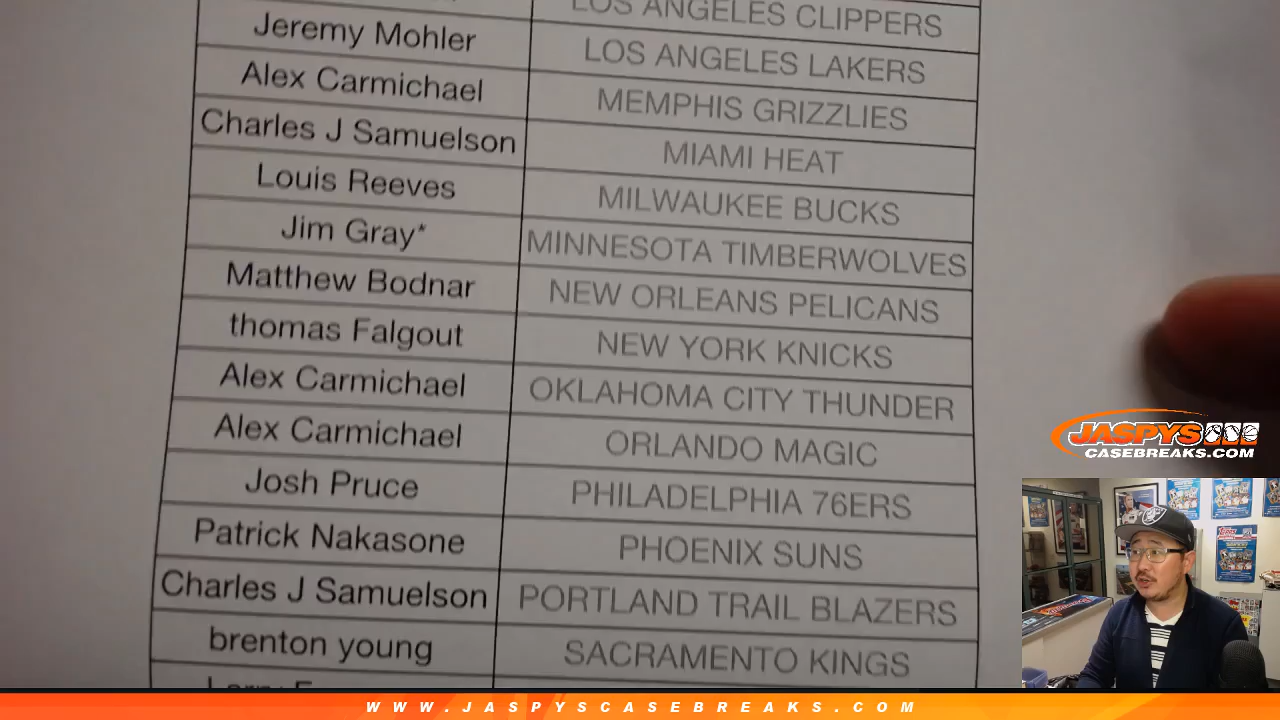 LOS ANGELES CLIPPERS
Jeremy Mohler LOS ANGELES LAKERS
Alex Carmichael MEMPHIS GRIZZLIES
Charles J Samuelson MIAMI HEAT
Louis Reeves MILWAUKEE BUCKS
Jim Gray* MINNESOTA TIMBERWOLVES
Matthew Bodnar NEW ORLEANS PELICANS
thomas Falgout NEW YORK KNICKS
Alex Carmichael OKLAHOMA CITY THUNDER
Alex Carmichael ORLANDO MAGIC
Josh Pruce PHILADELPHIA 76ERS
Patrick Nakasone PHOENIX SUNS
Charles J Samuelson PORTLAND TRAIL BLAZERS
brenton young SACRAMENTO KINGS
JASPYS
CASEBREAKS.COM
WWW.JASPYSCASEBREAKS.COM